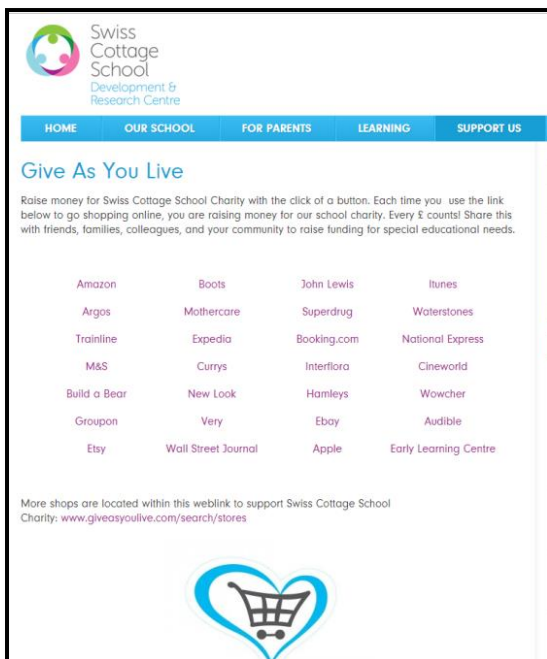 Swiss
Cottage
School
Development &
Research Centre
HOME OUR SCHOOL FOR PARENTS LEARNING SUPPORT US
Give As You Live
Raise money for Swiss Cottage School Charity with the click of a button. Each time you use the link
below to go shopping online, you are raising money for our school charity. Every £ counts! Share this
with friends, families, colleagues, and your community to raise funding for special educational needs.
Amazon Boots John Lewis Itunes
Argos Mothercare Superdrug Waterstones
Trainline Expedia Booking.com National Express
M&S Currys Interflora Cineworld
Build a Bear New Look Hamleys Wowcher
Groupon Very Ebay Audible
Etsy Wall Street Journal Apple Early Learning Centre
More shops are located within this weblink to support Swiss Cottage School
Charity: www.giveasyoulive.com/search/stores